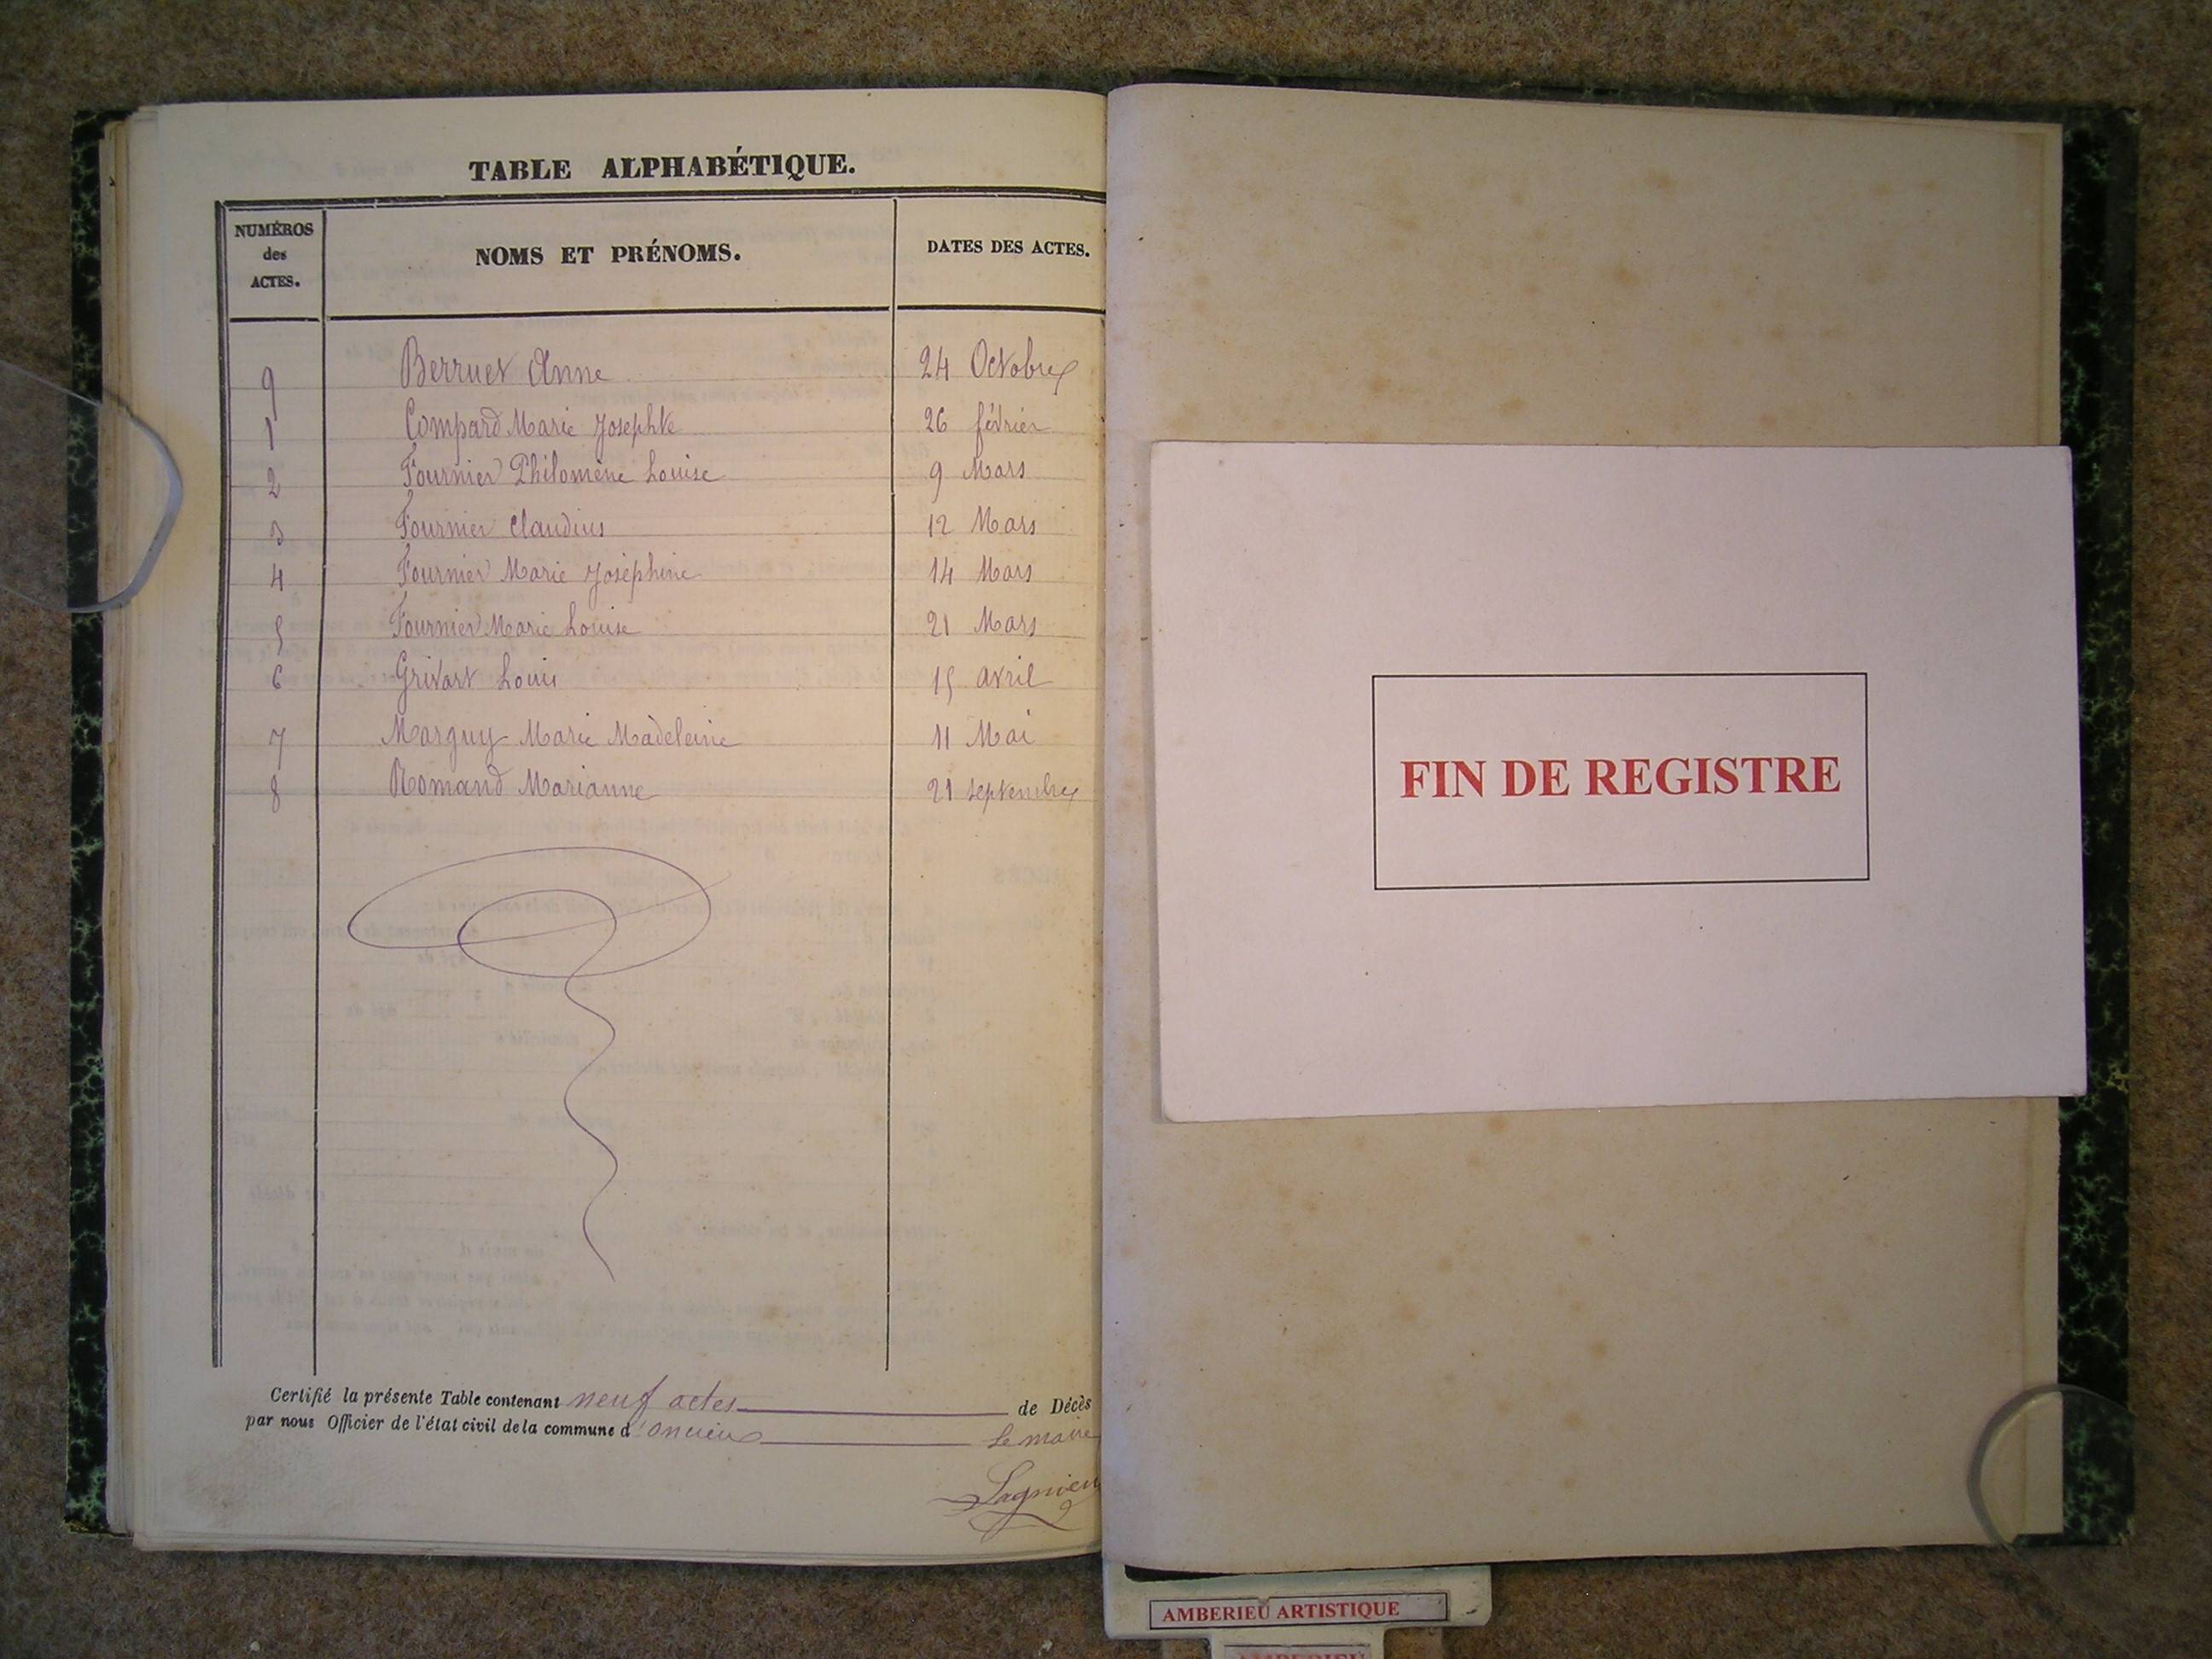 TABLE ALPHABÉTIQUE.
NUMÉROS
des
ACTES.
NOMS ET PRÉNOMS.
DATES DES ACTES.
9 Berruet Anne 24 Octobre
1 Compard Marie Josephte 26 février
2 Fournier Philomène Louise 9 Mars
3 Fournier Claudius 12 Mars
4 Fournier Marie Joséphine 14 Mars
5 Fournier Marie Louise 21 Mars
6 Louis 15 avril
7 Marguy Marie Madeleine 11 Mai
8 Romand Marianne 21 septembre
Certifié la présente Table contenant neuf actes de Décès
par nous Officier de l'état civil de la commune d Le maire
Lagnieu
FIN DE REGISTRE
AMBERIEU ARTISTIQUE
AMBERIEU